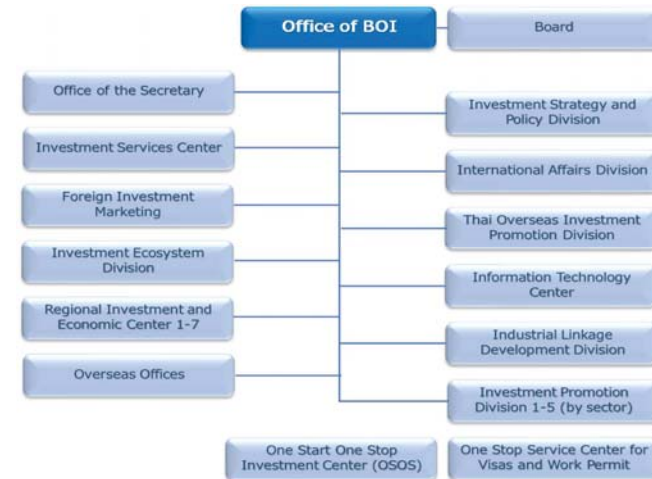 Office of BOI
Board
Office of the Secretary
Investment Services Center
Foreign Investment
Marketing
Investment Ecosystem
Division
Regional Investment and
Economic Center 1-7
Overseas Offices
Investment Strategy and
Policy Division
International Affairs Division
Thai Overseas Investment
Promotion Division
Information Technology
Center
Industrial Linkage
Development Division
Investment Promotion
Division 1-5 (by sector)
One Start One Stop
Investment Center (OSOS)
One Stop Service Center for
Visas and Work Permit